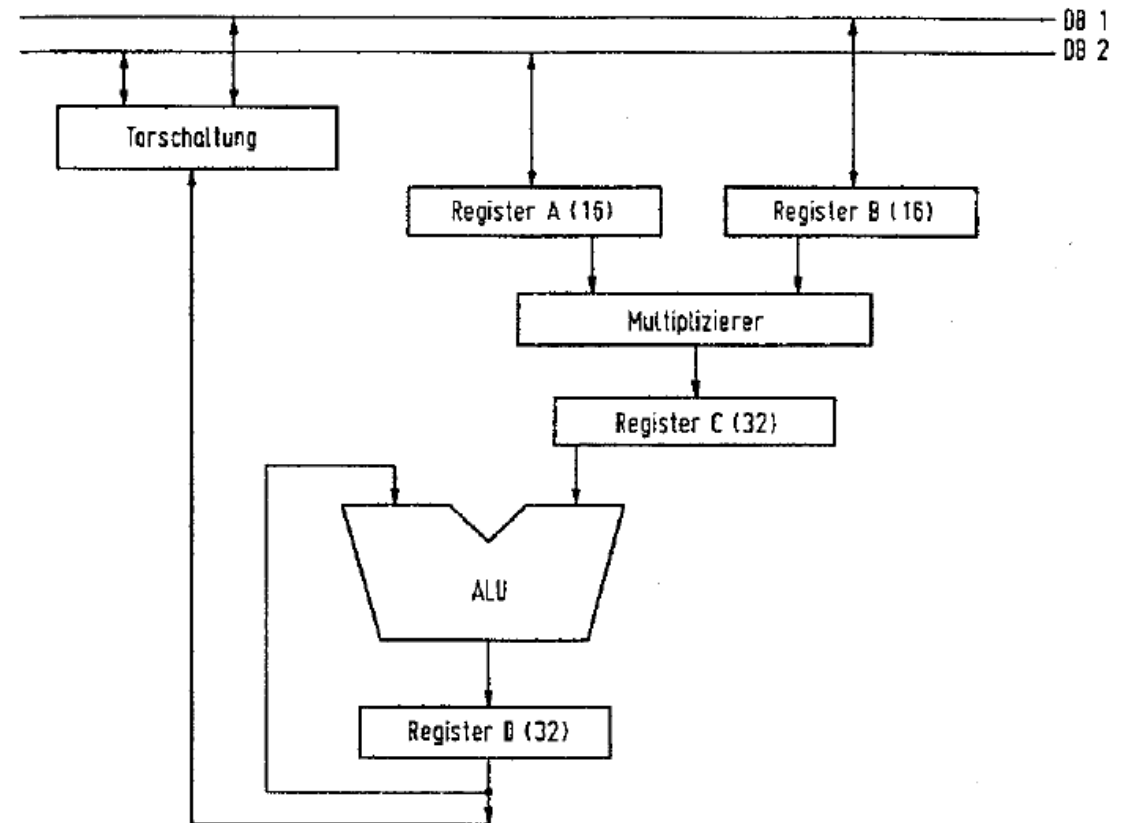 DB 1
DB 2
Torschaltung
Register A (16)
Register B (16)
Multiplizierer
Register C (32)
ALU
Register D (32)